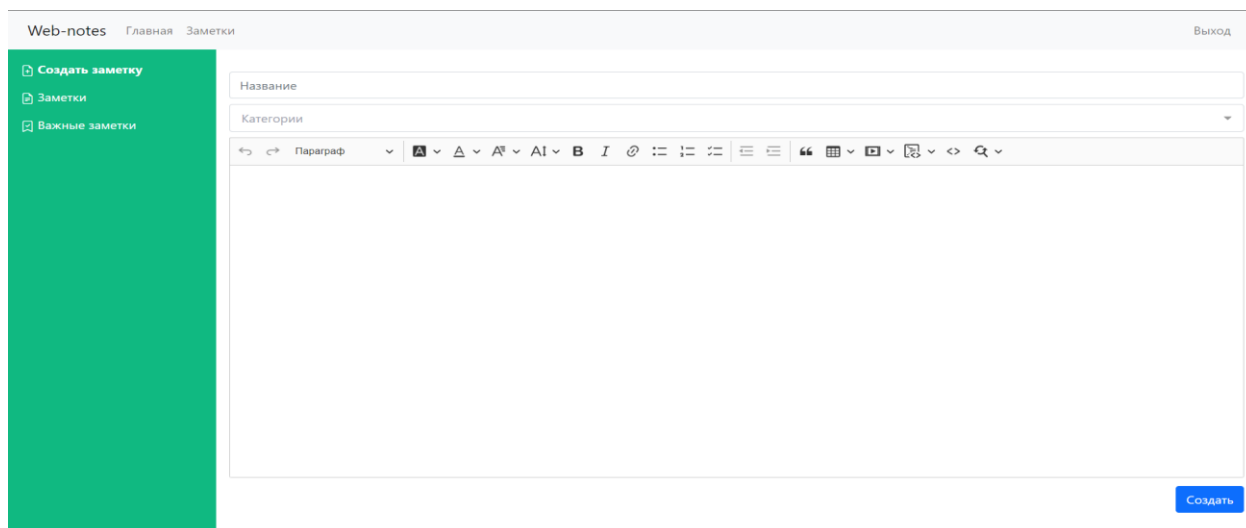 Web-notes Главная Заметки Выход
Создать заметку
Заметки
Важные заметки
Название
Категории
Параграф
Создать